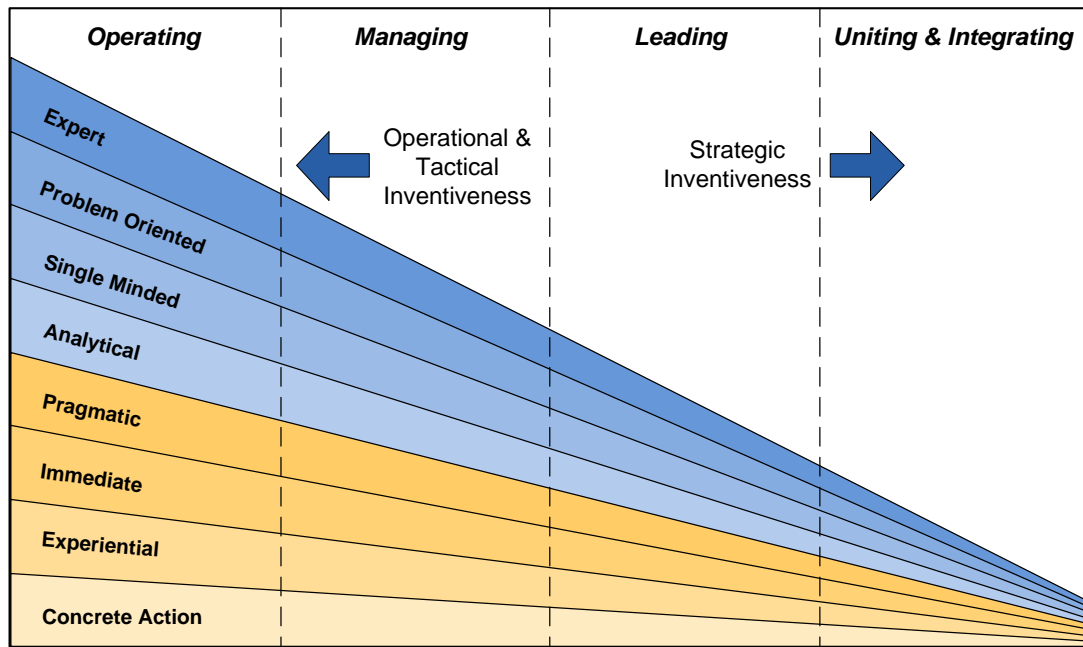 Operating
Managing
Leading
Uniting & Integrating
Operational &
Tactical
Inventiveness
Strategic
Inventiveness
Expert
Problem Oriented
Single Minded
Analytical
Pragmatic
Immediate
Experiential
Concrete Action